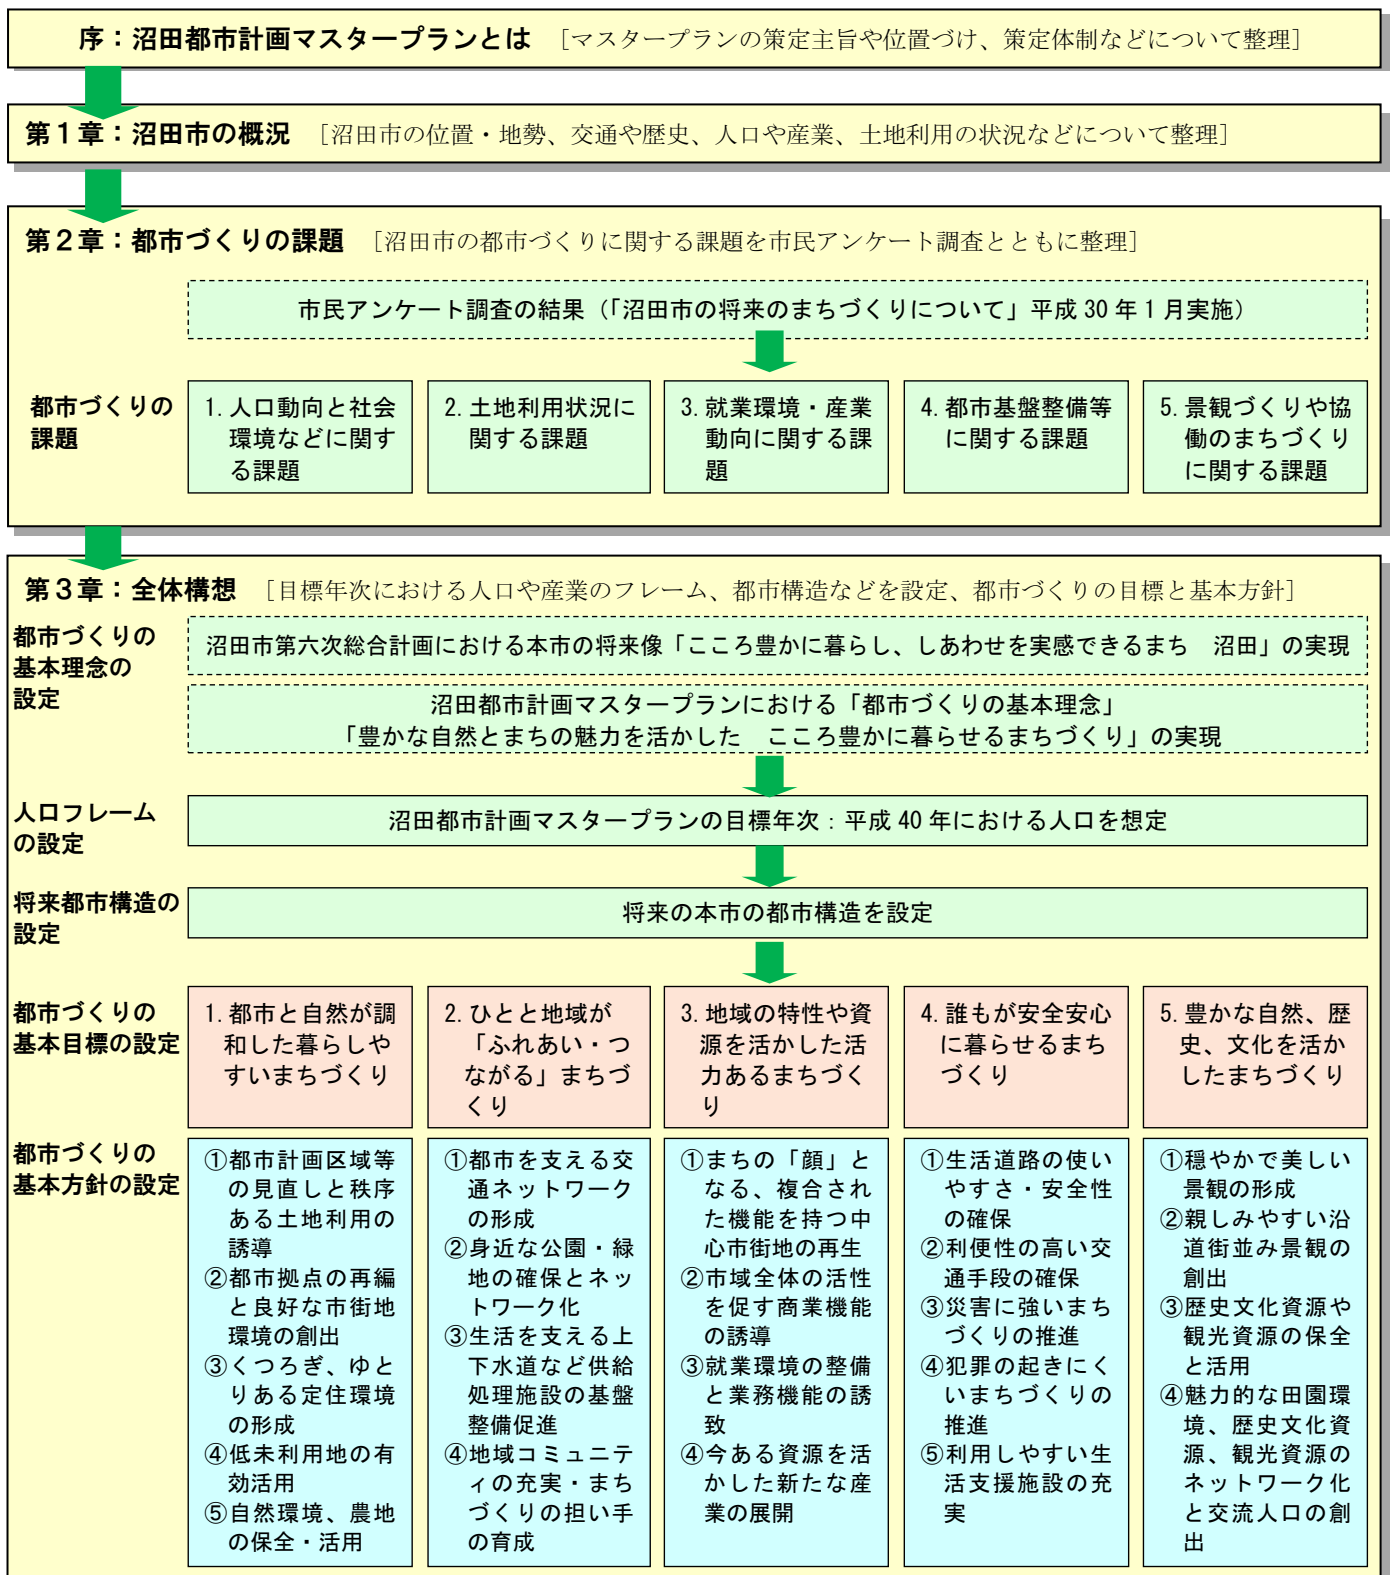 序：沼田都市計画マスタープランとは　［マスタープランの策定主旨や位置づけ、策定体制などについて整理］
第１章：沼田市の概況　［沼田市の位置・地勢、交通や歴史、人口や産業、土地利用の状況などについて整理］
第２章：都市づくりの課題　［沼田市の都市づくりに関する課題を市民アンケート調査とともに整理］
市民アンケート調査の結果（「沼田市の将来のまちづくりについて」平成30年1月実施）
都市づくりの
課題
1. 人口動向と社会
環境などに関す
る課題
2. 土地利用状況に
関する課題
3. 就業環境・産業
動向に関する課
題
4. 都市基盤整備等
に関する課題
5. 景観づくりや協
働のまちづくり
に関する課題
第３章：全体構想　［目標年次における人口や産業のフレーム、都市構造などを設定、都市づくりの目標と基本方針］
都市づくりの
基本理念の
設定
沼田市第六次総合計画における本市の将来像「こころ豊かに暮らし、しあわせを実感できるまち　沼田」の実現
沼田都市計画マスタープランにおける「都市づくりの基本理念」
「豊かな自然とまちの魅力を活かした　こころ豊かに暮らせるまちづくり」の実現
人口フレーム
の設定
沼田都市計画マスタープランの目標年次：平成40年における人口を想定
将来都市構造の
設定
将来の本市の都市構造を設定
都市づくりの
基本目標の設定
1. 都市と自然が調
和した暮らしや
すいまちづくり
2. ひとと地域が
「ふれあい・つ
ながる」まちづ
くり
3. 地域の特性や資
源を活かした活
力あるまちづく
り
4. 誰もが安全安心
に暮らせるまち
づくり
5. 豊かな自然、歴
史、文化を活か
したまちづくり
都市づくりの
基本方針の設定
①都市計画区域等
の見直しと秩序
ある土地利用の
誘導
②都市拠点の再編
と良好な市街地
環境の創出
③くつろぎ、ゆと
りある定住環境
の形成
④低未利用地の有
効活用
⑤自然環境、農地
の保全・活用
①都市を支える交
通ネットワーク
の形成
②身近な公園・緑
地の確保とネッ
トワーク化
③生活を支える上
下水道など供給
処理施設の基盤
整備促進
④地域コミュニテ
ィの充実・まち
づくりの担い手
の育成
①まちの「顔」と
なる、複合され
た機能を持つ中
心市街地の再生
②市域全体の活性
を促す商業機能
の誘導
③就業環境の整備
と業務機能の誘
致
④今ある資源を活
かした新たな産
業の展開
①生活道路の使い
やすさ・安全性
の確保
②利便性の高い交
通手段の確保
③災害に強いまち
づくりの推進
④犯罪の起きにく
いまちづくりの
推進
⑤利用しやすい生
活支援施設の充
実
①穏やかで美しい
景観の形成
②親しみやすい沿
道街並み景観の
創出
③歴史文化資源や
観光資源の保全
と活用
④魅力的な田園環
境、歴史文化資
源、観光資源の
ネットワーク化
と交流人口の創
出